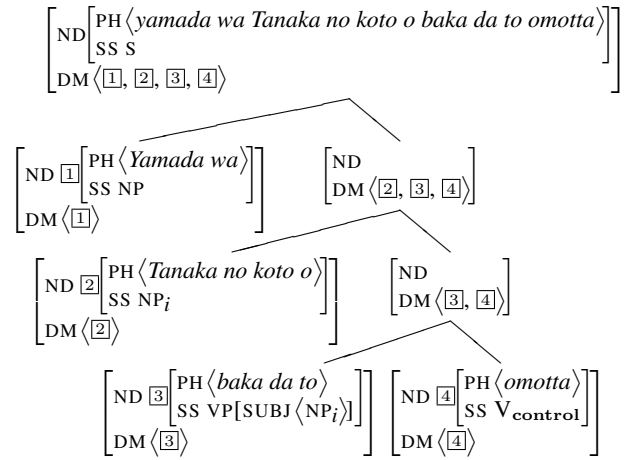 ND [PH ⟨yamada wa Tanaka no koto o baka da to omotta⟩
SS S]
DM ⟨1, 2, 3, 4⟩
ND 1 [PH ⟨Yamada wa⟩
SS NP]
DM ⟨1⟩
ND
DM ⟨2, 3, 4⟩
ND 2 [PH ⟨Tanaka no koto o⟩
SS NPi]
DM ⟨2⟩
ND
DM ⟨3, 4⟩
ND 3 [PH ⟨baka da to⟩
SS VP[SUBJ ⟨NPi⟩]]
DM ⟨3⟩
ND 4 [PH ⟨omotta⟩
SS Vcontrol]
DM ⟨4⟩